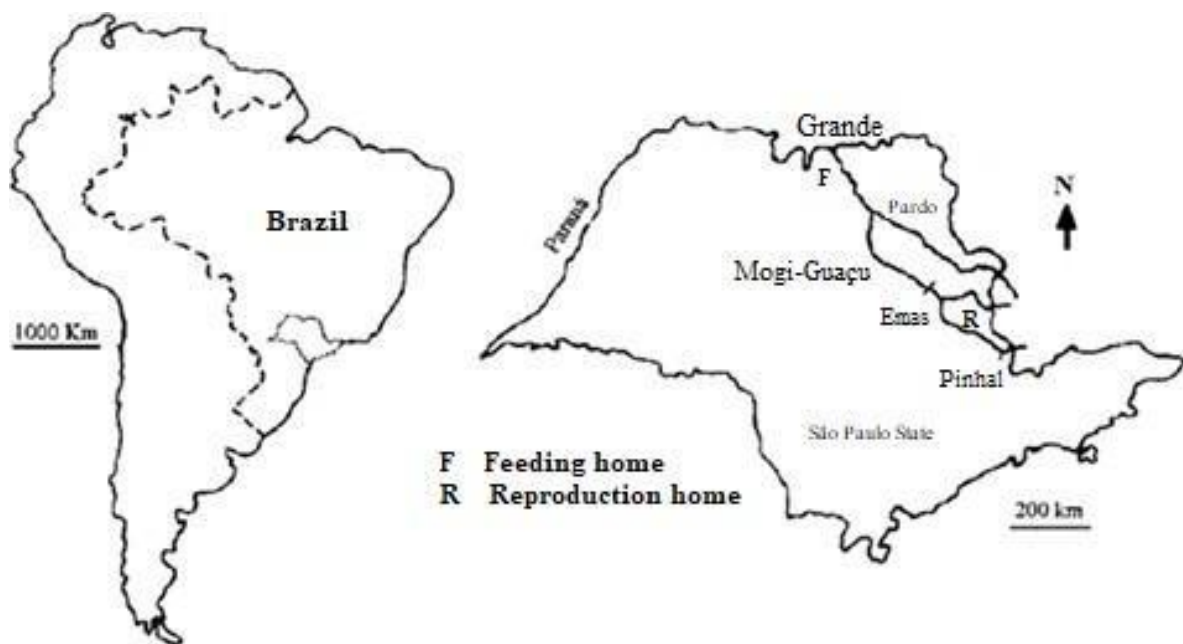 Brazil
1000 Km
Grande
F
Pardo
N
Paraná
Mogi-Guaçu
Emas
R
Pinhal
São Paulo State
F Feeding home
R Reproduction home
200 km